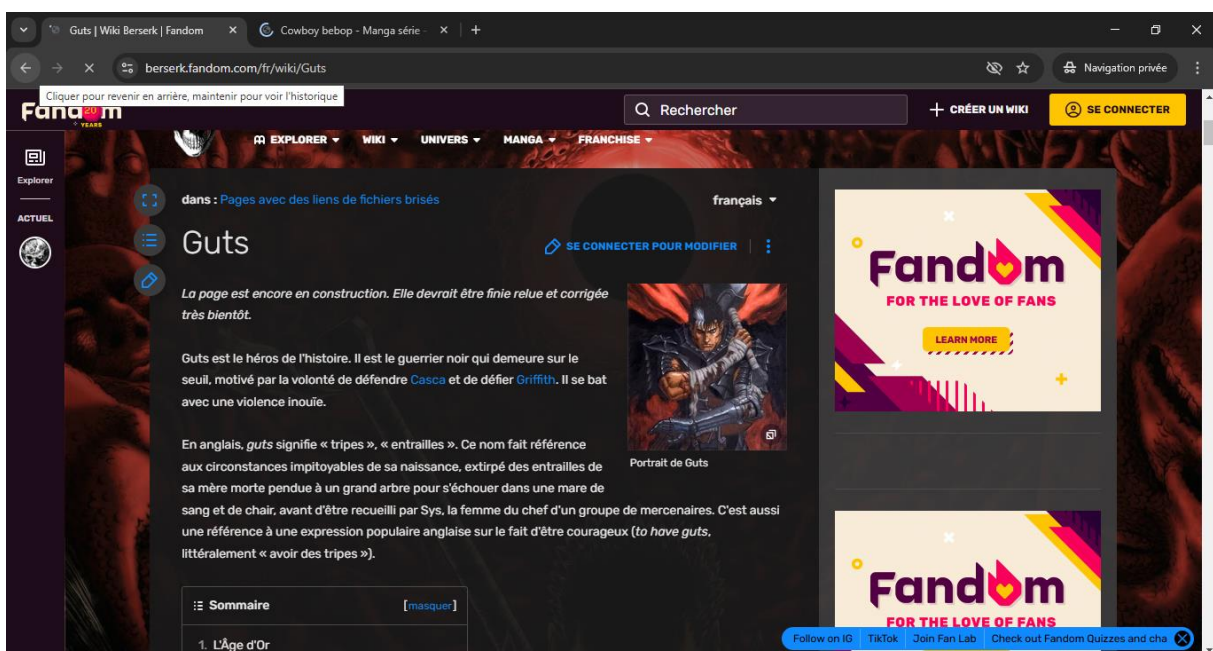 Guts | Wiki Berserk | Fandom
Cowboy bebop - Manga série -
berserk.fandom.com/fr/wiki/Guts
Navigation privée
Cliquer pour revenir en arrière, maintenir pour voir l'historique
Fandom
20 YEARS
Rechercher
CRÉER UN WIKI
SE CONNECTER
EXPLORER
WIKI
UNIVERS
MANGA
FRANCHISE
Explorer
ACTUEL
dans : Pages avec des liens de fichiers brisés
français
Guts
SE CONNECTER POUR MODIFIER
La page est encore en construction. Elle devrait être finie relue et corrigée
très bientôt.
Guts est le héros de l'histoire. Il est le guerrier noir qui demeure sur le
seuil, motivé par la volonté de défendre Casca et de défier Griffith. Il se bat
avec une violence inouïe.
Portrait de Guts
En anglais, guts signifie « tripes », « entrailles ». Ce nom fait référence
aux circonstances impitoyables de sa naissance, extirpé des entrailles de
sa mère morte pendue à un grand arbre pour s'échouer dans une mare de
sang et de chair, avant d'être recueilli par Sys, la femme du chef d'un groupe de mercenaires. C'est aussi
une référence à une expression populaire anglaise sur le fait d'être courageux (to have guts,
littéralement « avoir des tripes »).
Sommaire
[masquer]
1. L'Âge d'Or
Fandom
FOR THE LOVE OF FANS
LEARN MORE
Fandom
FOR THE LOVE OF FANS
Follow on IG
TikTok
Join Fan Lab
Check out Fandom Quizzes and cha